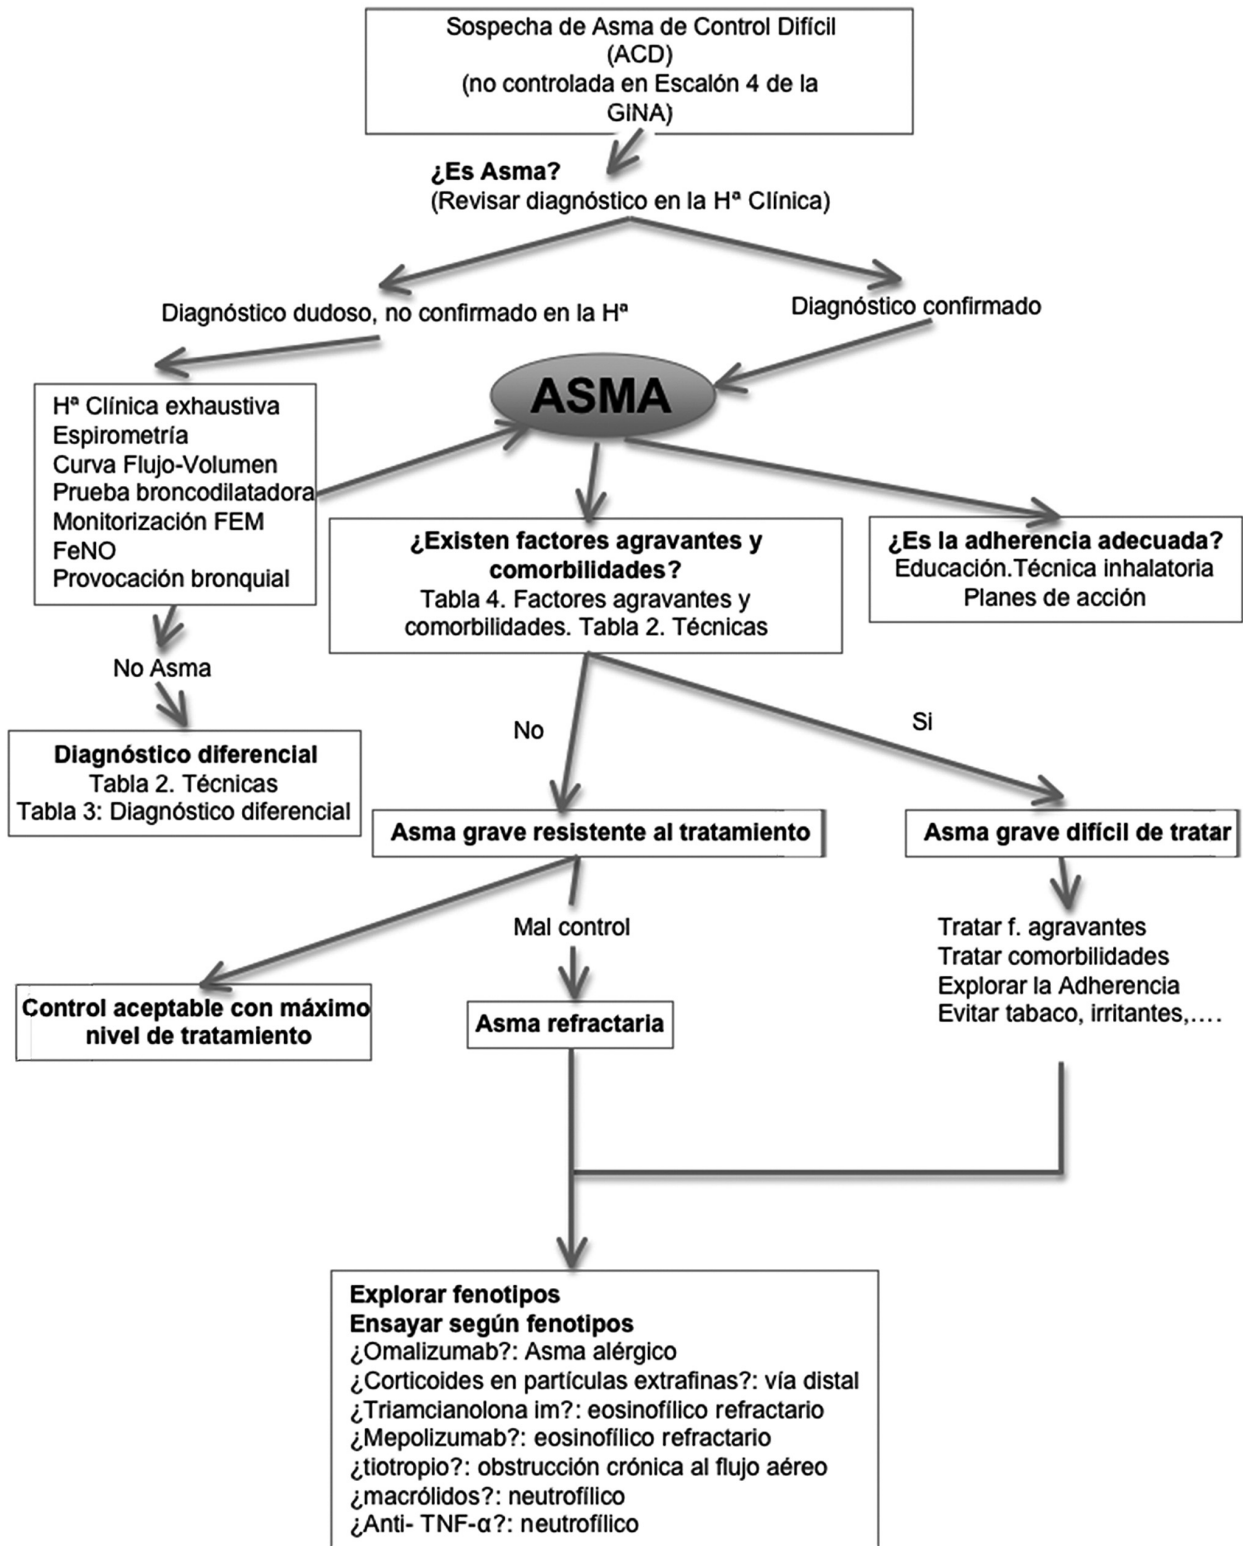 Sospecha de Asma de Control Difícil
(ACD)
(no controlada en Escalón 4 de la
GINA)
¿Es Asma?
(Revisar diagnóstico en la Hª Clínica)
Diagnóstico dudoso, no confirmado en la Hª
Diagnóstico confirmado
ASMA
Hª Clínica exhaustiva
Espirometría
Curva Flujo-Volumen
Prueba broncodilatadora
Monitorización FEM
FeNO
Provocación bronquial
¿Existen factores agravantes y
comorbilidades?
Tabla 4. Factores agravantes y
comorbilidades. Tabla 2. Técnicas
¿Es la adherencia adecuada?
Educación.Técnica inhalatoria
Planes de acción
No Asma
Diagnóstico diferencial
Tabla 2. Técnicas
Tabla 3: Diagnóstico diferencial
No
Si
Asma grave resistente al tratamiento
Asma grave difícil de tratar
Mal control
Tratar f. agravantes
Tratar comorbilidades
Explorar la Adherencia
Evitar tabaco, irritantes,....
Control aceptable con máximo
nivel de tratamiento
Asma refractaria
Explorar fenotipos
Ensayar según fenotipos
¿Omalizumab?: Asma alérgico
¿Corticoides en partículas extrafinas?: vía distal
¿Triamcianolona im?: eosinofílico refractario
¿Mepolizumab?: eosinofílico refractario
¿tiotropio?: obstrucción crónica al flujo aéreo
¿macrólidos?: neutrofílico
¿Anti- TNF-α?: neutrofílico